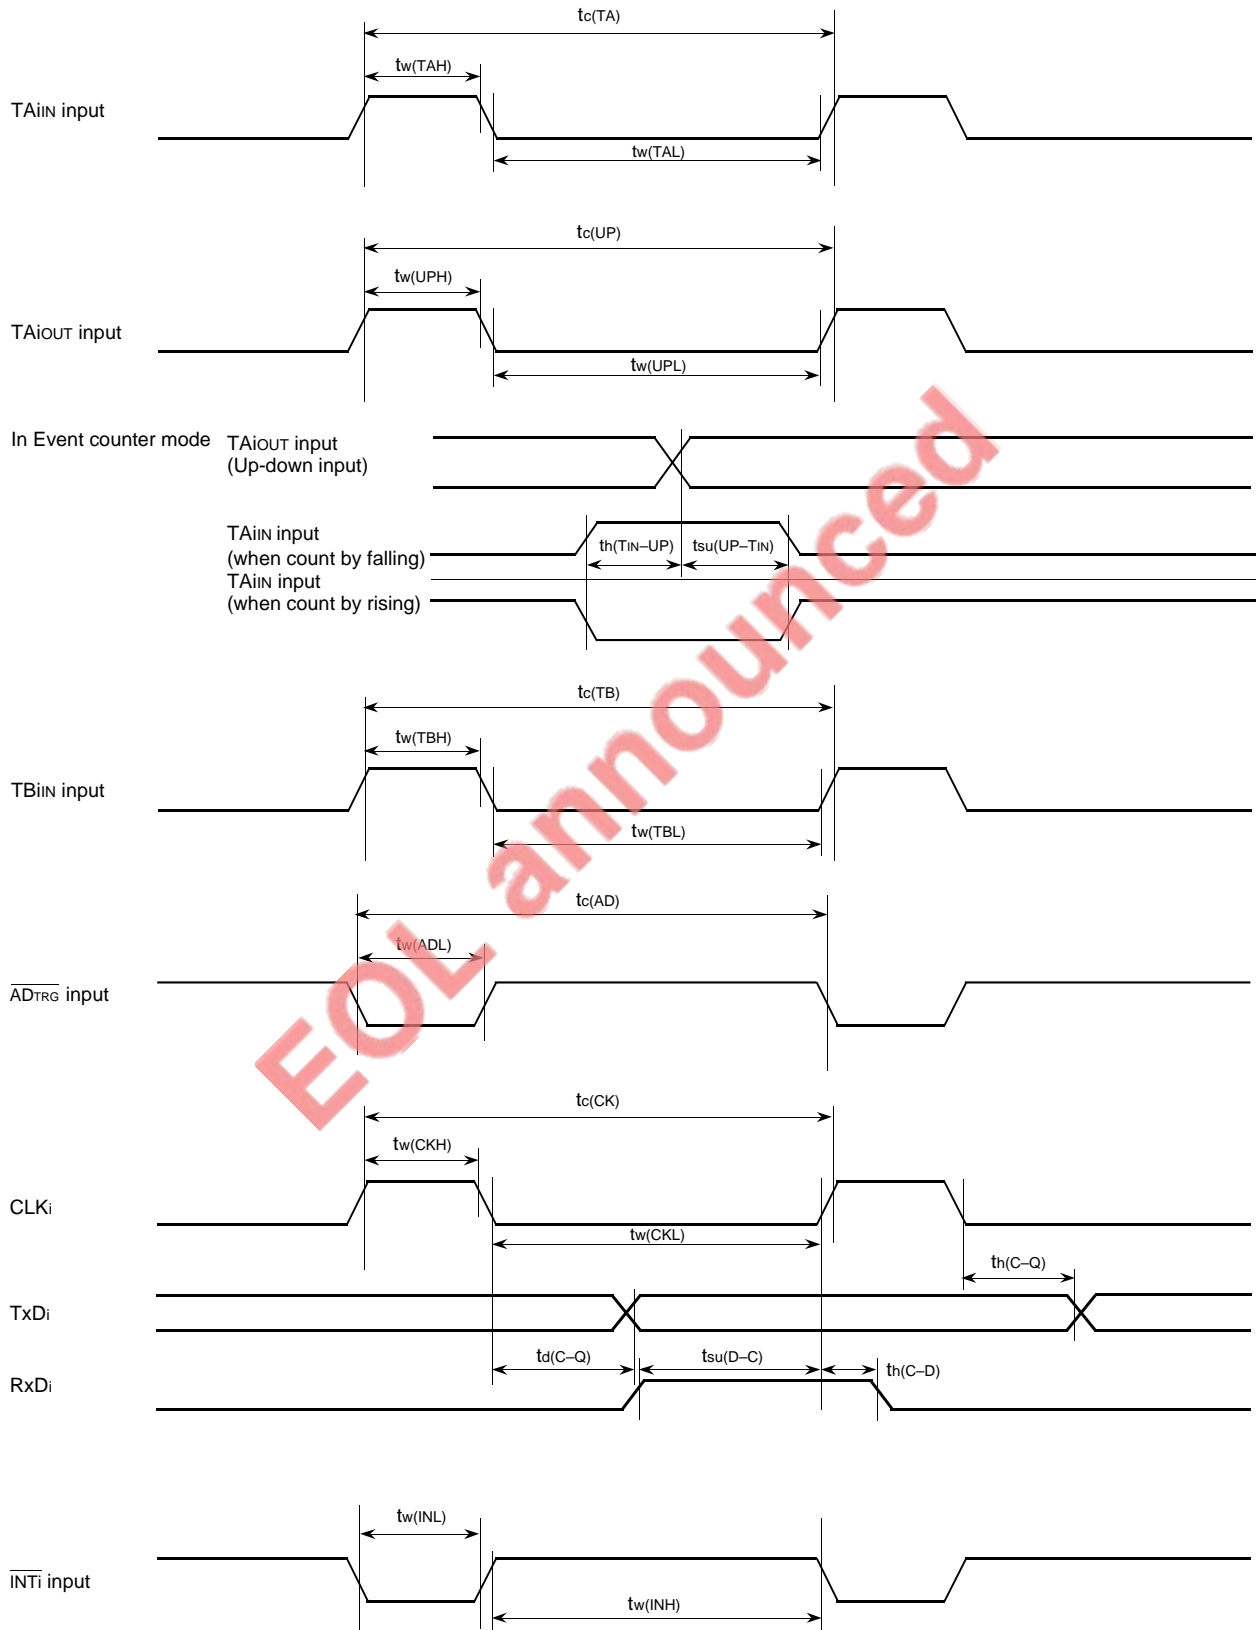 tc(TA)
tw(TAH)
TAiIN input
tw(TAL)
tc(UP)
tw(UPH)
TAiOUT input
tw(UPL)
In Event counter mode
TAiOUT input
(Up-down input)
TAiIN input
(when count by falling)
th(TIN–UP)
tsu(UP–TIN)
TAiIN input
(when count by rising)
tc(TB)
tw(TBH)
TBiIN input
tw(TBL)
tc(AD)
tw(ADL)
ADTRG input
tc(CK)
tw(CKH)
CLKi
tw(CKL)
th(C–Q)
TxDi
td(C–Q)
tsu(D–C)
th(C–D)
RxDi
tw(INL)
INTi input
tw(INH)
EOL announced